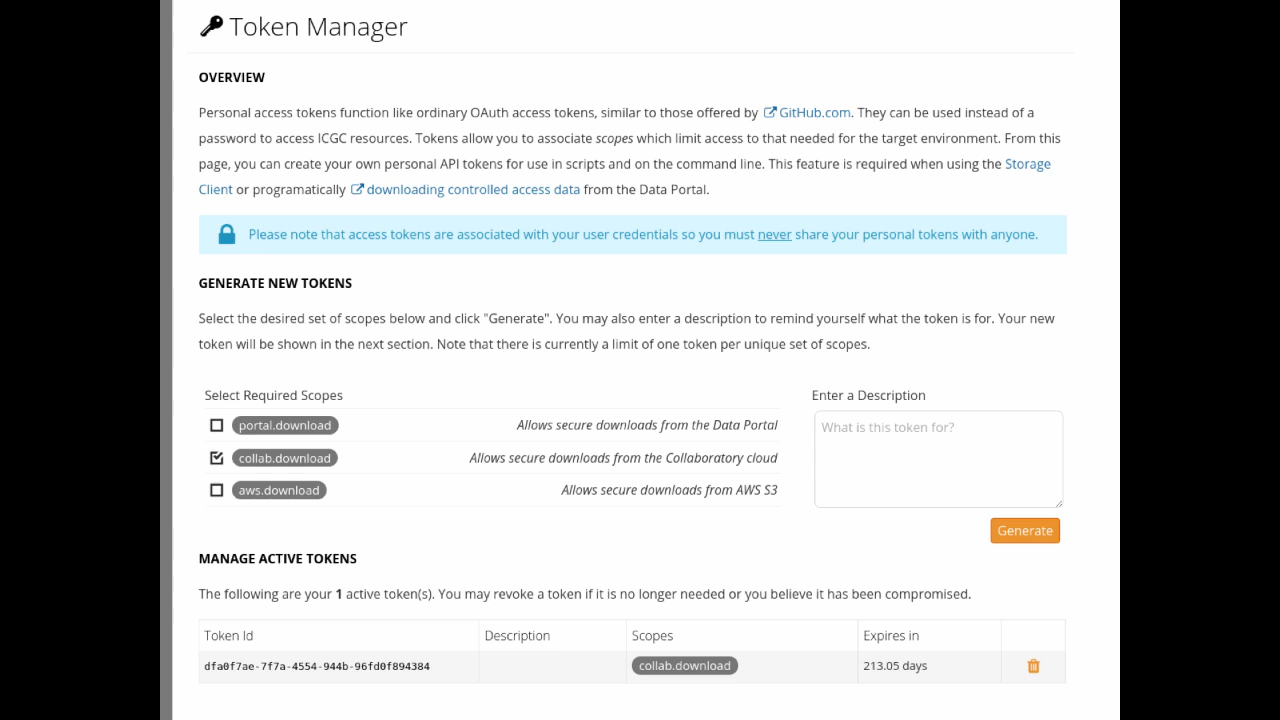 Token Manager
OVERVIEW
Personal access tokens function like ordinary OAuth access tokens, similar to those offered by GitHub.com. They can be used instead of a
password to access ICGC resources. Tokens allow you to associate scopes which limit access to that needed for the target environment. From this
page, you can create your own personal API tokens for use in scripts and on the command line. This feature is required when using the Storage
Client or programatically downloading controlled access data from the Data Portal.
Please note that access tokens are associated with your user credentials so you must never share your personal tokens with anyone.
GENERATE NEW TOKENS
Select the desired set of scopes below and click "Generate". You may also enter a description to remind yourself what the token is for. Your new
token will be shown in the next section. Note that there is currently a limit of one token per unique set of scopes.
Select Required Scopes
portal.download Allows secure downloads from the Data Portal
collab.download Allows secure downloads from the Collaboratory cloud
aws.download Allows secure downloads from AWS S3
Enter a Description
What is this token for?
Generate
MANAGE ACTIVE TOKENS
The following are your 1 active token(s). You may revoke a token if it is no longer needed or you believe it has been compromised.
Token Id Description Scopes Expires in
dfa0f7ae-7f7a-4554-944b-96fd0f894384 collab.download 213.05 days